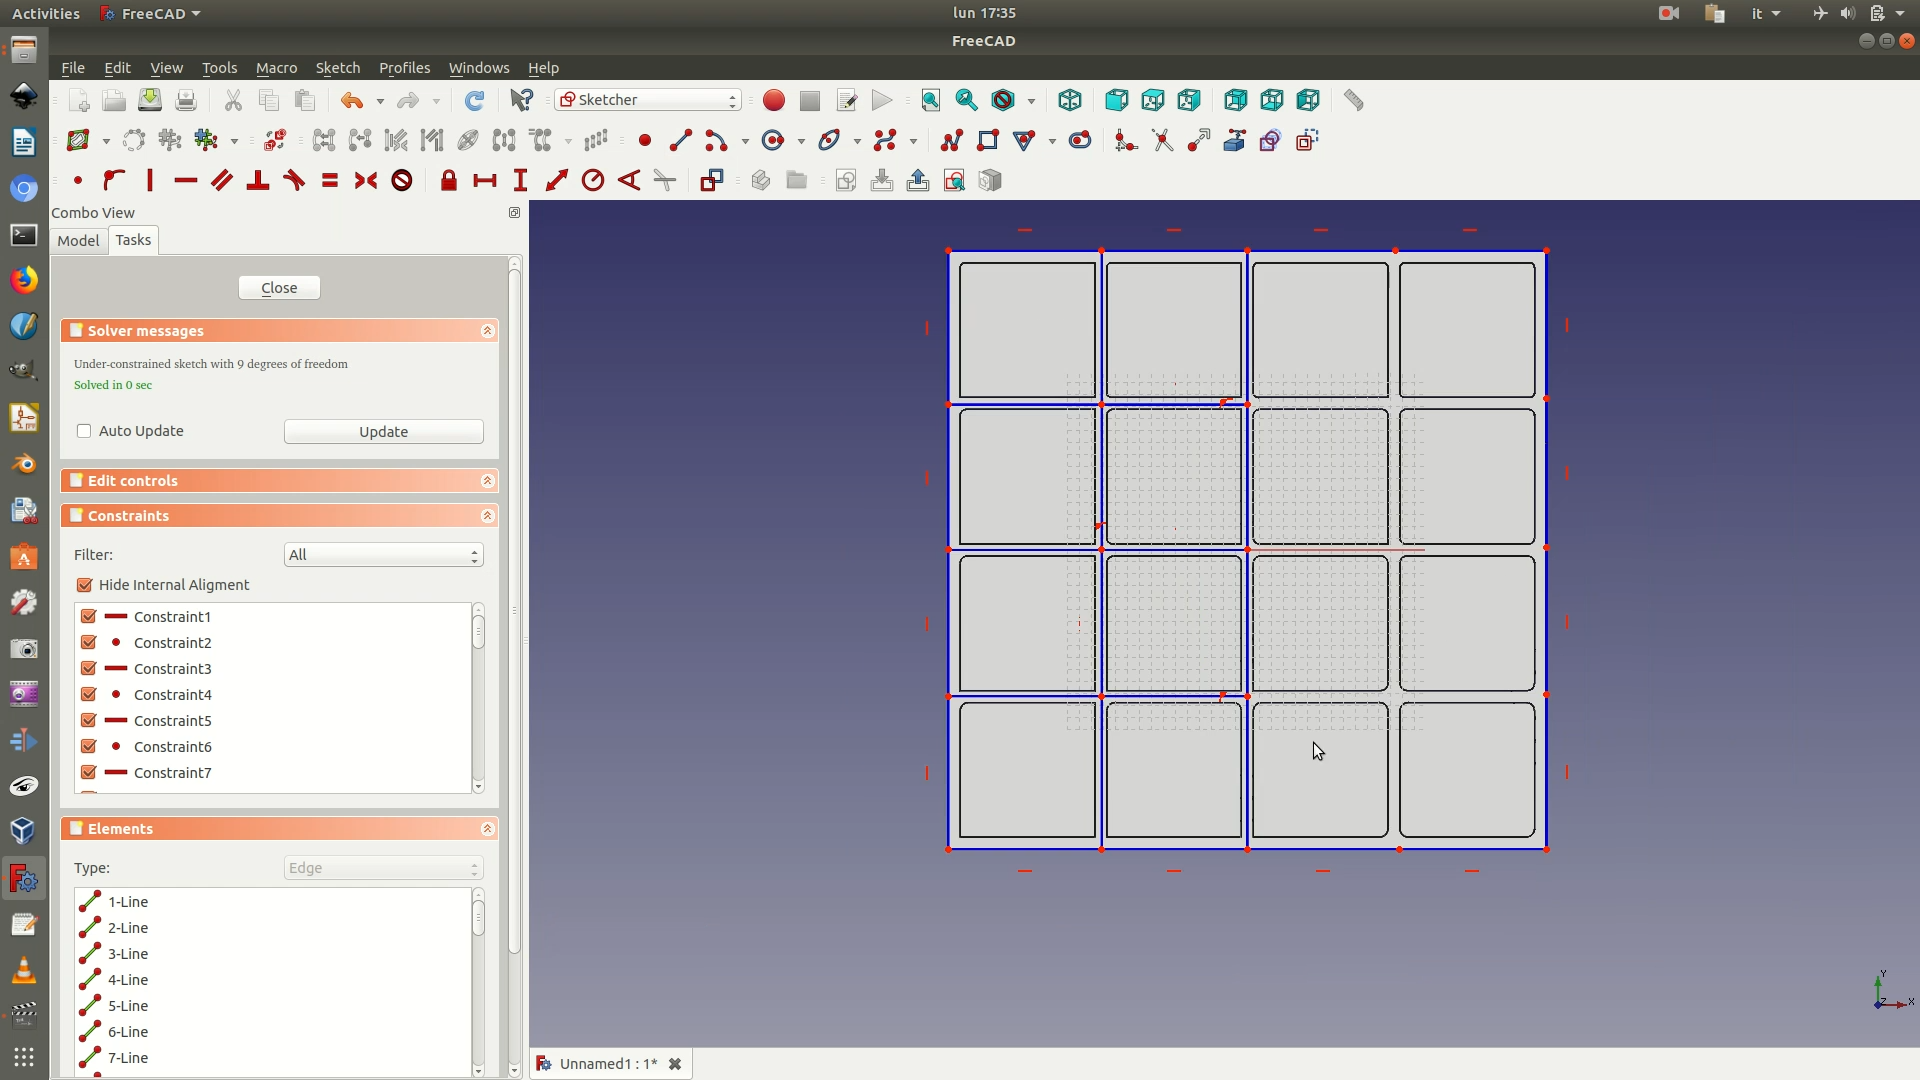 Activities FreeCAD lun 17:35 it
FreeCAD
File Edit View Tools Macro Sketch Profiles Windows Help
Sketcher
Combo View
Model Tasks
Close
Solver messages
Under-constrained sketch with 9 degrees of freedom
Solved in 0 sec
Auto Update Update
Edit controls
Constraints
Filter: All
Hide Internal Aligment
Constraint1
Constraint2
Constraint3
Constraint4
Constraint5
Constraint6
Constraint7
Elements
Type: Edge
1-Line
2-Line
3-Line
4-Line
5-Line
6-Line
7-Line
Y
Z X
Unnamed1 : 1*